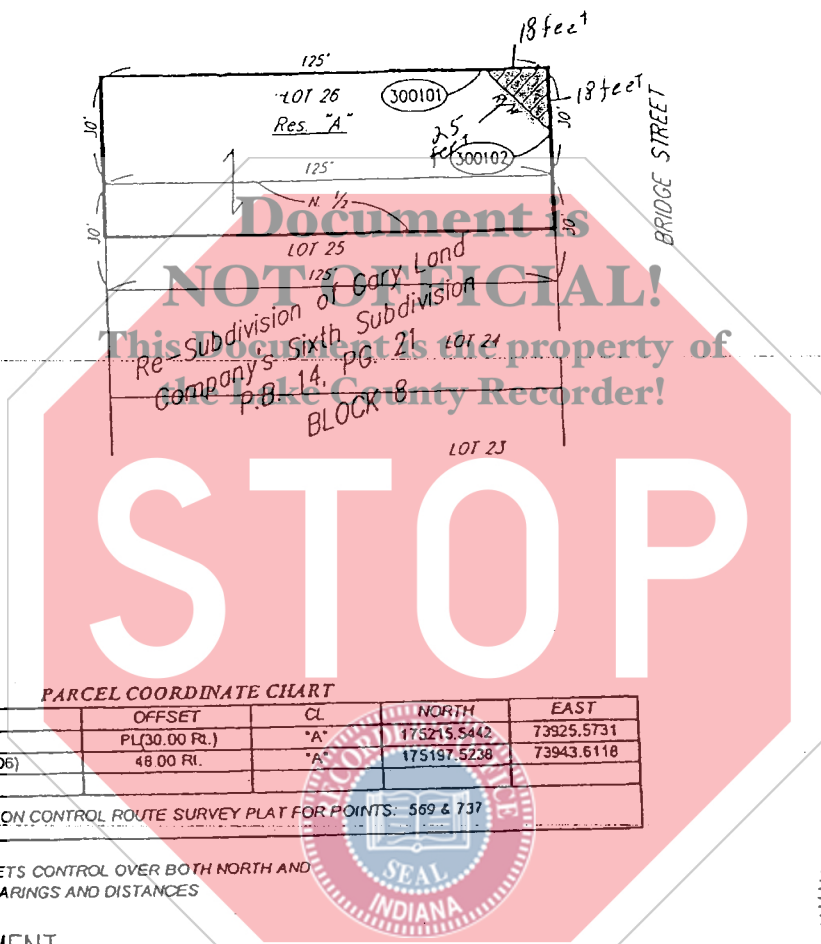 18 feet
125'
LOT 26
300101
18 feet
Res. "A"
30'
30'
25
feet
300102
125'
BRIDGE STREET
N. 1/2
Document is
30'
30'
LOT 25
NOT OFFICIAL!
125'
Re-Subdivision of Gary Land
Company's Sixth Subdivision
This Document is the property of
LOT 24
P.B. 14, PG. 21
the Lake County Recorder!
BLOCK 8
LOT 23
STOP
PARCEL COORDINATE CHART
OFFSET CL NORTH EAST
PL(30.00 Rt.) "A" 175215.5442 73925.5731
06) 48.00 Rt. "A" 175197.5238 73943.6118
ON CONTROL ROUTE SURVEY PLAT FOR POINTS: 569 & 737
ETS CONTROL OVER BOTH NORTH AND
ARINGS AND DISTANCES
RECORDER
OFFICE
SEAL
INDIANA
MENT